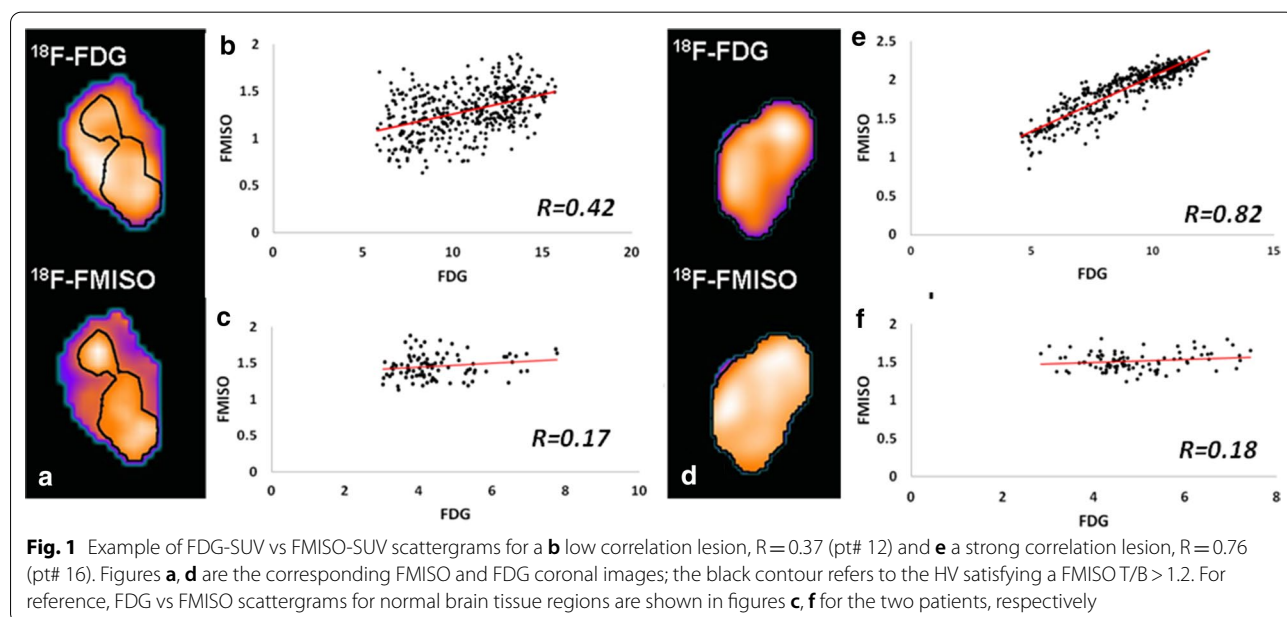 18F-FDG
b
2
1.5
1
0.5
0
FMISO
0 5 10 15 20
FDG
R=0.42
18F-FMISO
a
c
2
1.5
1
0.5
0
FMISO
0 2 4 6 8 10
FDG
R=0.17
18F-FDG
e
2.5
2
1.5
1
0.5
0
FMISO
0 5 10 15
FDG
R=0.82
18F-FMISO
d
f
2
1.5
1
0.5
0
FMISO
0 2 4 6 8
FDG
R=0.18
Fig. 1 Example of FDG-SUV vs FMISO-SUV scattergrams for a b low correlation lesion, R = 0.37 (pt# 12) and e a strong correlation lesion, R = 0.76
(pt# 16). Figures a, d are the corresponding FMISO and FDG coronal images; the black contour refers to the HV satisfying a FMISO T/B > 1.2. For
reference, FDG vs FMISO scattergrams for normal brain tissue regions are shown in figures c, f for the two patients, respectively